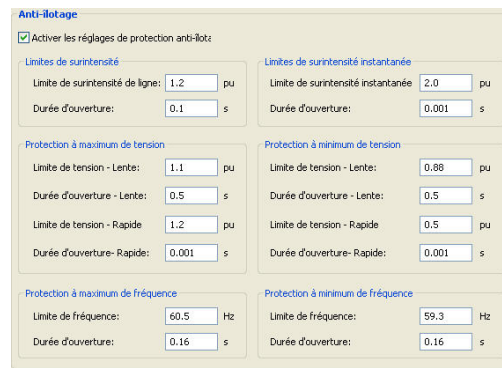 Anti-îlotage
Activer les réglages de protection anti-îlota
Limites de surintensité
Limite de surintensité de ligne: 1.2 pu
Durée d'ouverture: 0.1 s
Limites de surintensité instantanée
Limite de surintensité instantanée 2.0 pu
Durée d'ouverture: 0.001 s
Protection à maximum de tension
Limite de tension - Lente: 1.1 pu
Durée d'ouverture - Lente: 0.5 s
Limite de tension - Rapide 1.2 pu
Durée d'ouverture- Rapide: 0.001 s
Protection à minimum de tension
Limite de tension - Lente: 0.88 pu
Durée d'ouverture - Lente: 0.5 s
Limite de tension - Rapide 0.5 pu
Durée d'ouverture- Rapide: 0.001 s
Protection à maximum de fréquence
Limite de fréquence: 60.5 Hz
Durée d'ouverture: 0.16 s
Protection à minimum de fréquence
Limite de fréquence: 59.3 Hz
Durée d'ouverture: 0.16 s